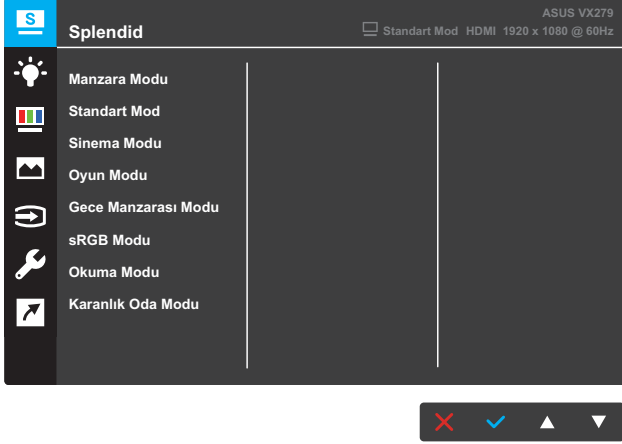 S
ASUS VX279
Splendid
Standart Mod HDMI 1920 x 1080 @ 60Hz
Manzara Modu
Standart Mod
Sinema Modu
Oyun Modu
Gece Manzarası Modu
sRGB Modu
Okuma Modu
Karanlık Oda Modu